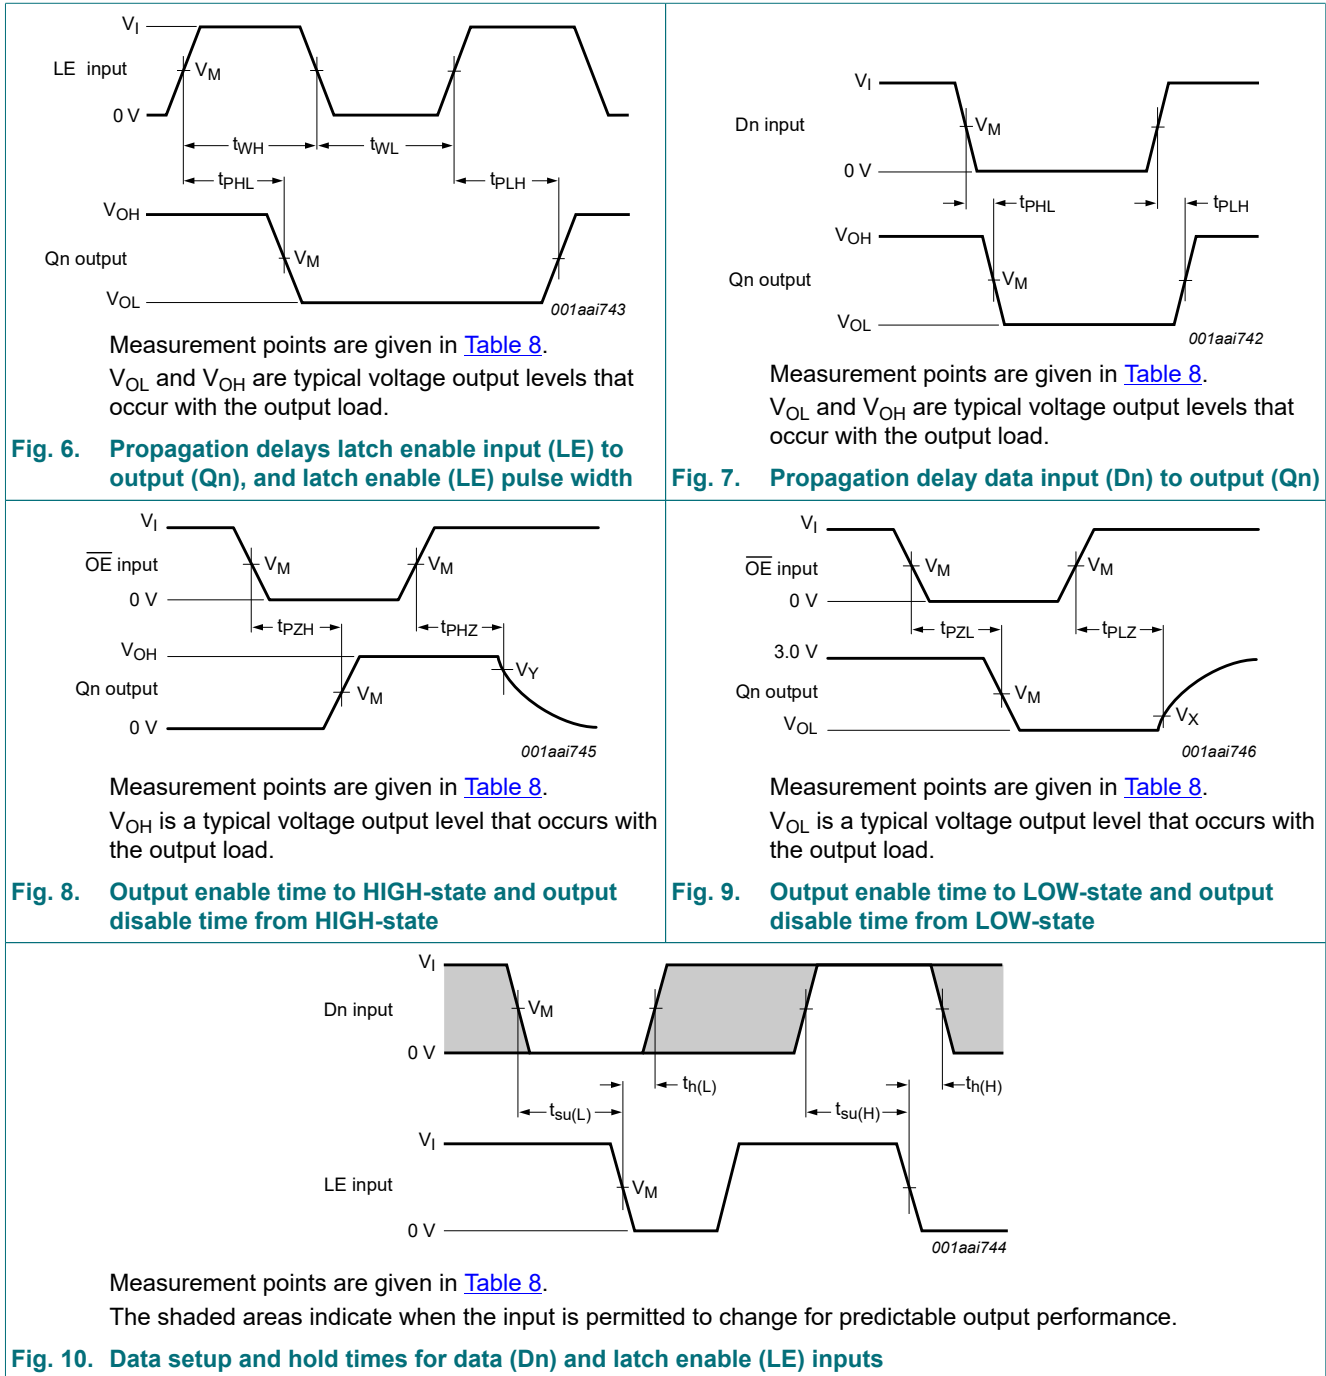 VI
LE input
VM
0 V
tWH
tWL
tPHL
tPLH
VOH
Qn output
VM
VOL
001aai743
Measurement points are given in Table 8.
VOL and VOH are typical voltage output levels that
occur with the output load.
Fig. 6. Propagation delays latch enable input (LE) to
output (Qn), and latch enable (LE) pulse width
VI
Dn input
VM
0 V
tPHL
tPLH
VOH
Qn output
VM
VOL
001aai742
Measurement points are given in Table 8.
VOL and VOH are typical voltage output levels that
occur with the output load.
Fig. 7. Propagation delay data input (Dn) to output (Qn)
VI
OE input
VM
VM
0 V
tPZH
tPHZ
VOH
VY
Qn output
VM
0 V
001aai745
Measurement points are given in Table 8.
VOH is a typical voltage output level that occurs with
the output load.
Fig. 8. Output enable time to HIGH-state and output
disable time from HIGH-state
VI
OE input
VM
VM
0 V
tPZL
tPLZ
3.0 V
Qn output
VM
VX
VOL
001aai746
Measurement points are given in Table 8.
VOL is a typical voltage output level that occurs with
the output load.
Fig. 9. Output enable time to LOW-state and output
disable time from LOW-state
VI
Dn input
VM
0 V
th(L)
th(H)
tsu(L)
tsu(H)
VI
LE input
VM
0 V
001aai744
Measurement points are given in Table 8.
The shaded areas indicate when the input is permitted to change for predictable output performance.
Fig. 10. Data setup and hold times for data (Dn) and latch enable (LE) inputs